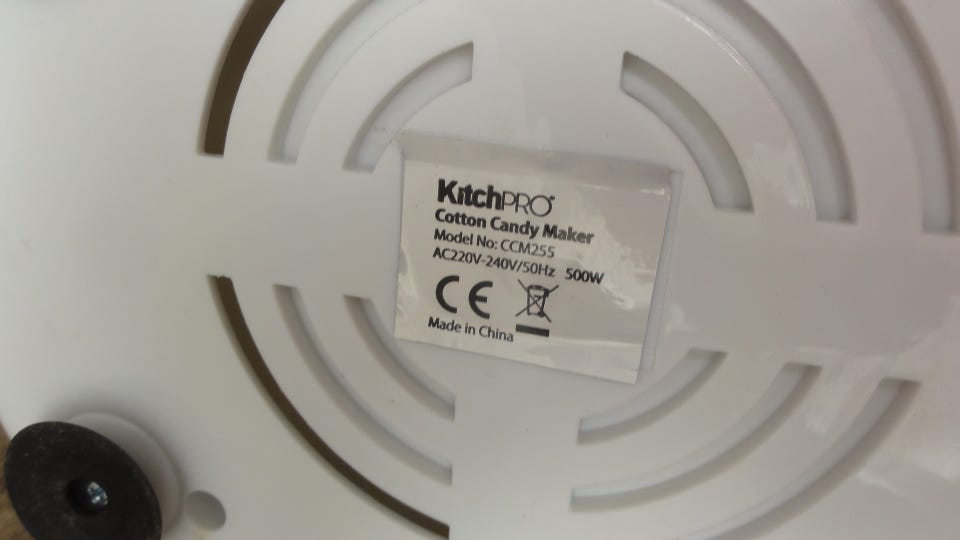 KitchPRO
Cotton Candy Maker
Model No: CCM255
AC220V-240V/50Hz 500W
CE
Made in China